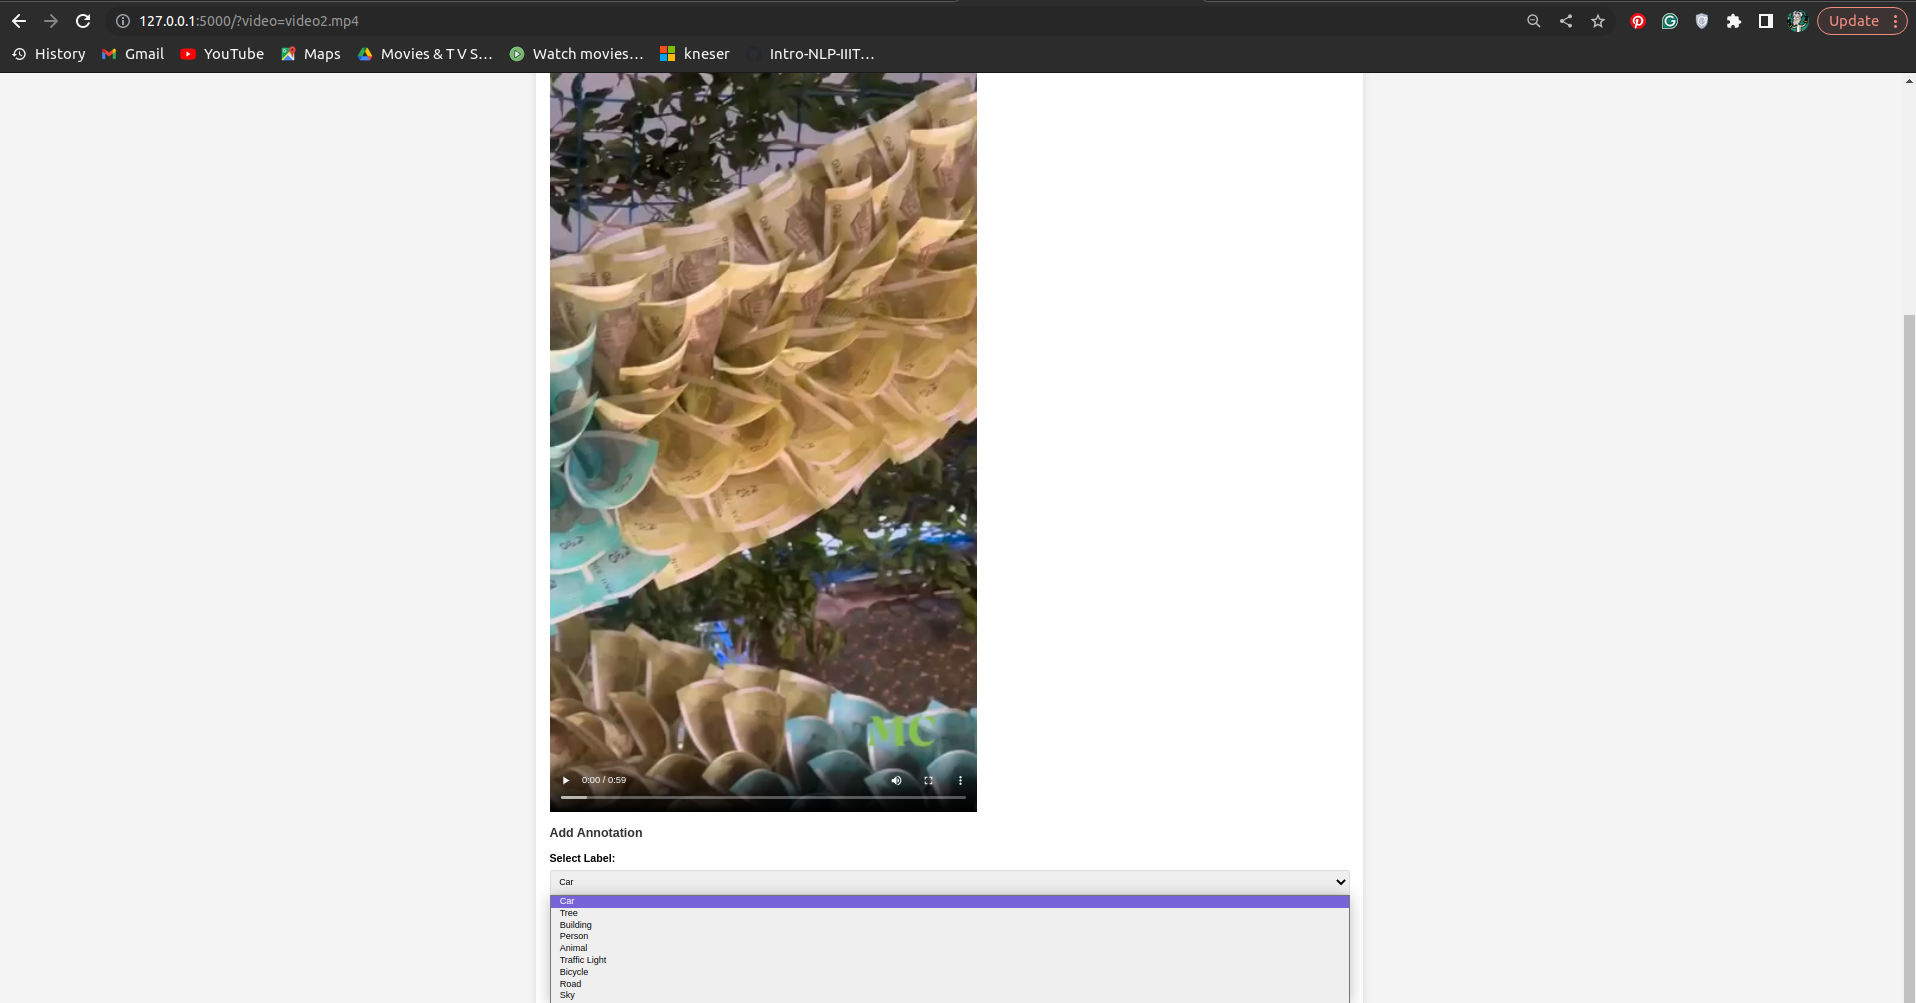 127.0.0.1:5000/?video=video2.mp4
Update
History
Gmail
YouTube
Maps
Movies & T V S...
Watch movies...
kneser
Intro-NLP-IIIT...
MC
0:00 / 0:59
Add Annotation
Select Label:
Car
Car
Tree
Building
Person
Animal
Traffic Light
Bicycle
Road
Sky